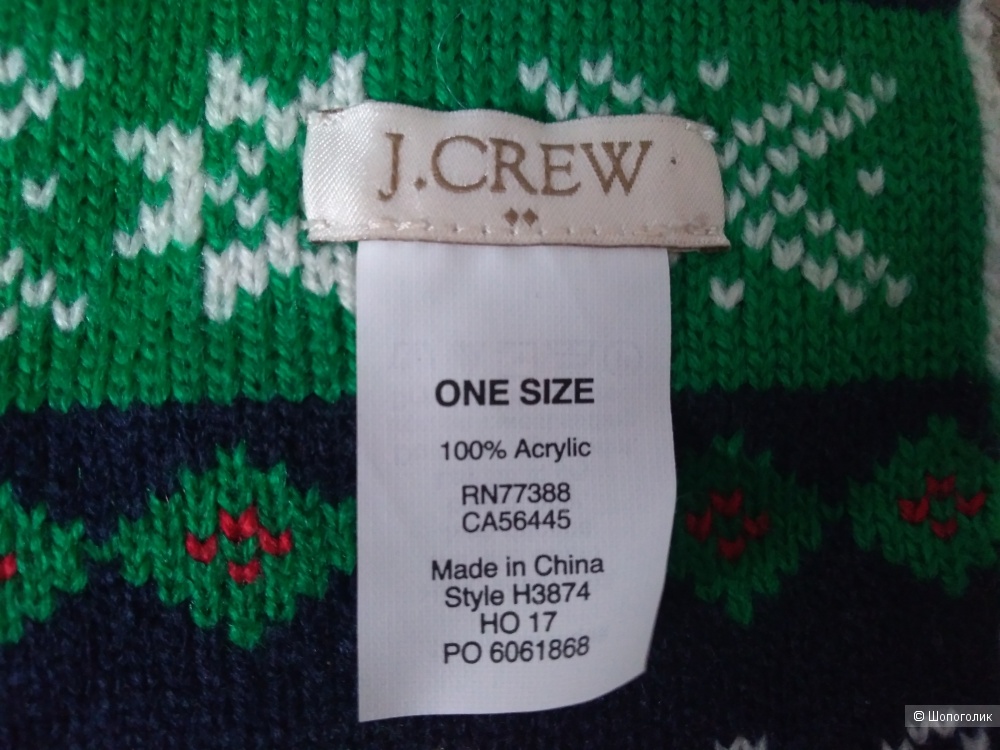 J.CREW
ONE SIZE
100% Acrylic
RN77388
CA56445
Made in China
Style H3874
HO 17
PO 6061868
© Шопоголик